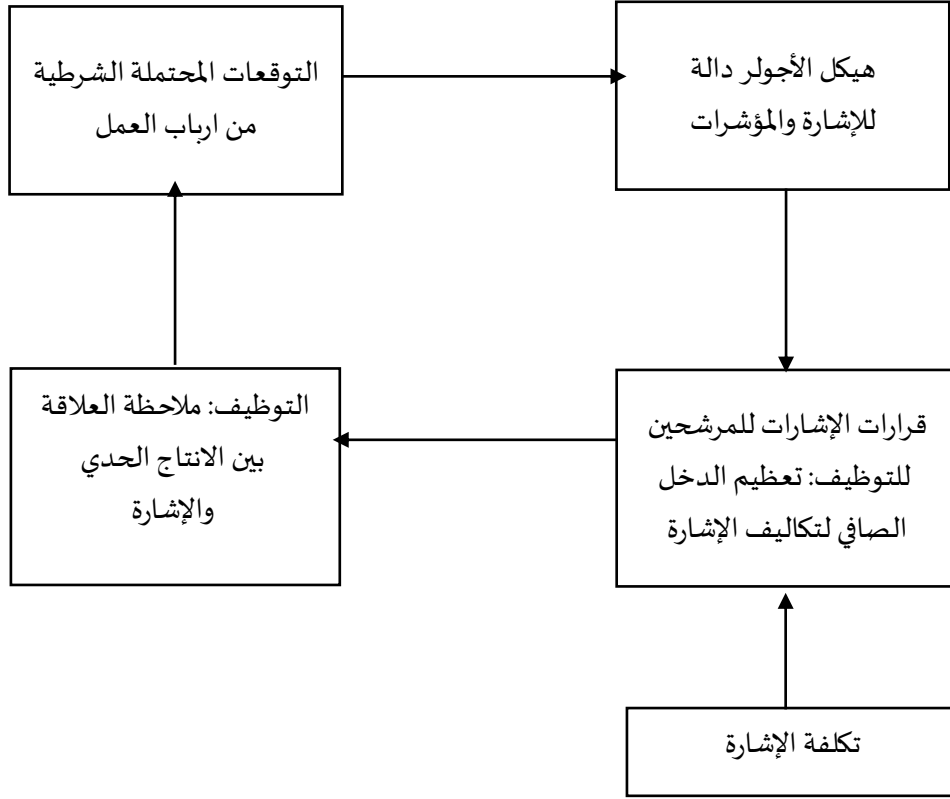 هيكل الأجولر دالة
للإشارة والمؤشرات
التوقعات المحتملة الشرطية
من ارباب العمل
قرارات الإشارات للمرشحين
للتوظيف: تعظيم الدخل
الصافي لتكاليف الإشارة
التوظيف: ملاحظة العلاقة
بين الانتاج الحدي
والإشارة
تكلفة الإشارة